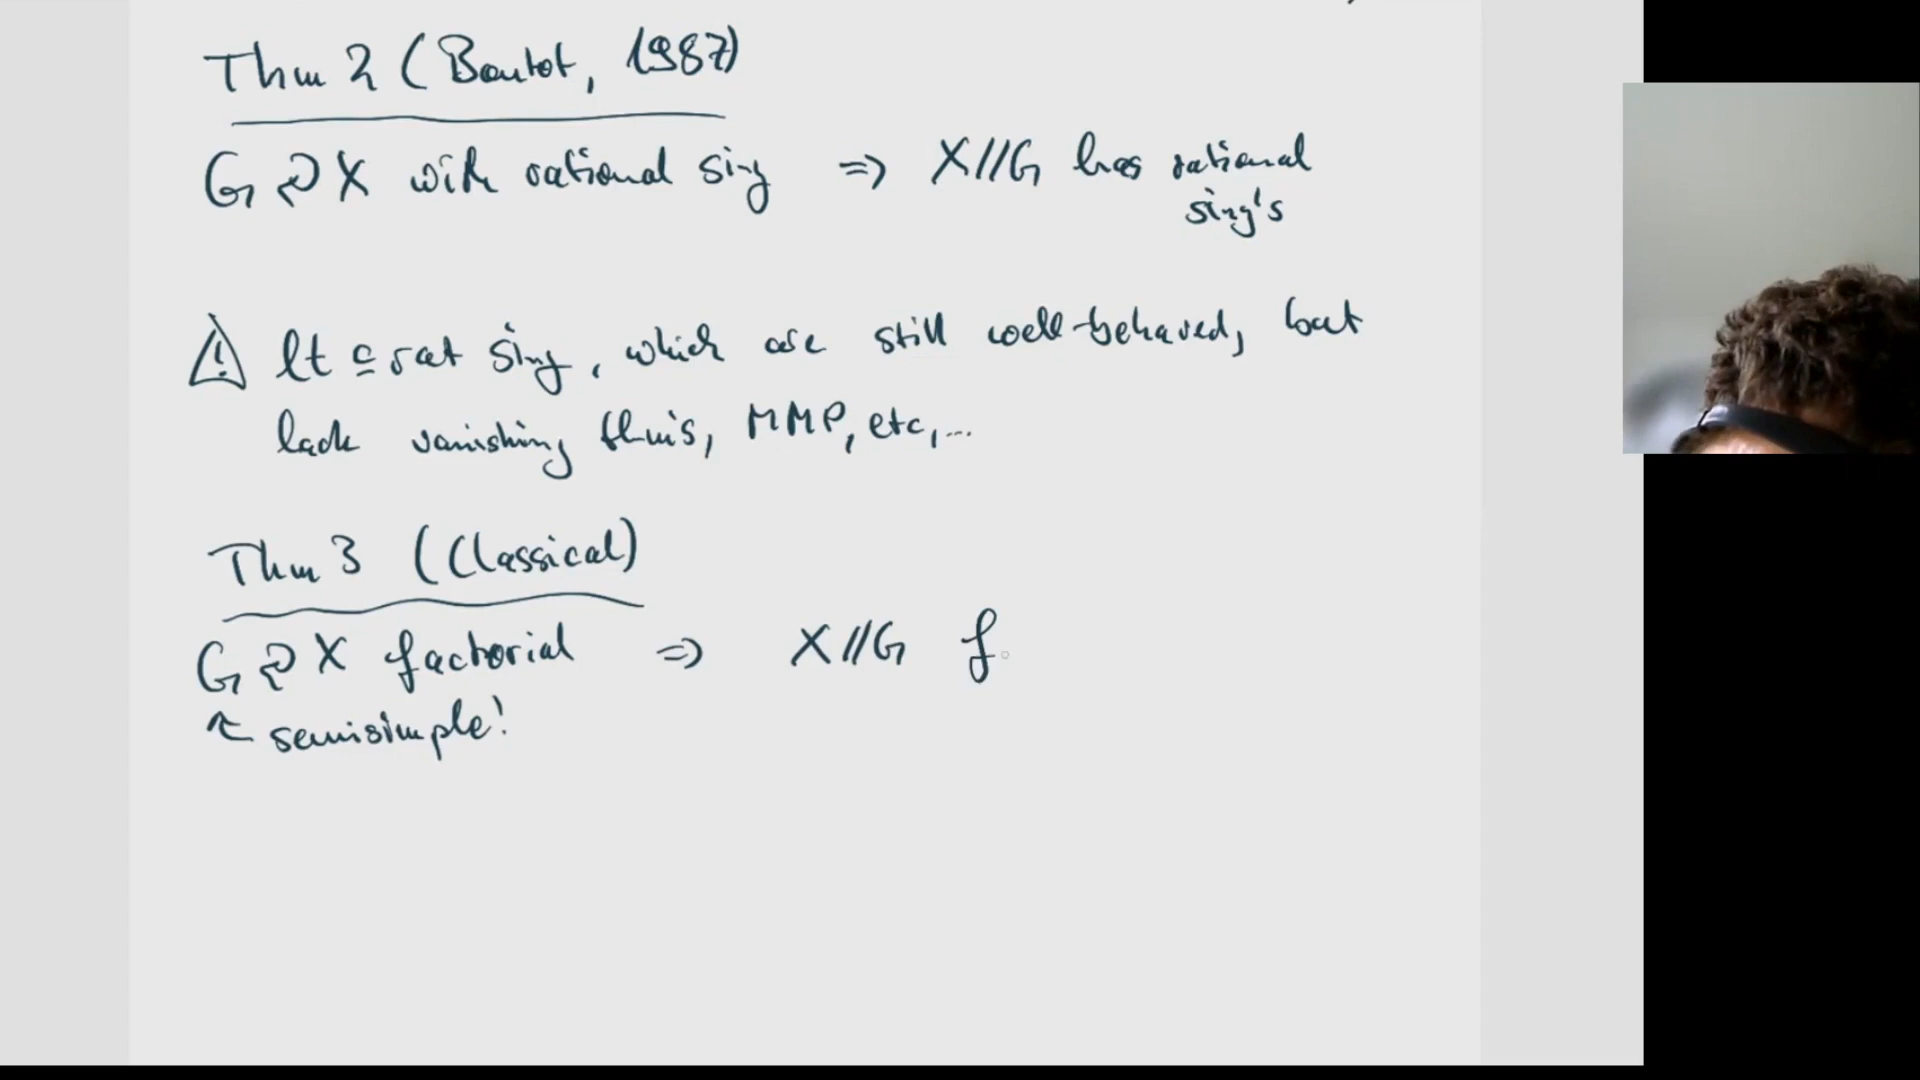 Thm 2 (Boutot, 1987)
G ↻ X with rational sing ⇒ X//G has rational
sing's
⚠ lt ⊆ rat sing, which are still well-behaved, but
lack vanishing thms, MMP, etc,...
Thm 3 (Classical)
G ↻ X factorial ⇒ X//G f
↖ semisimple!